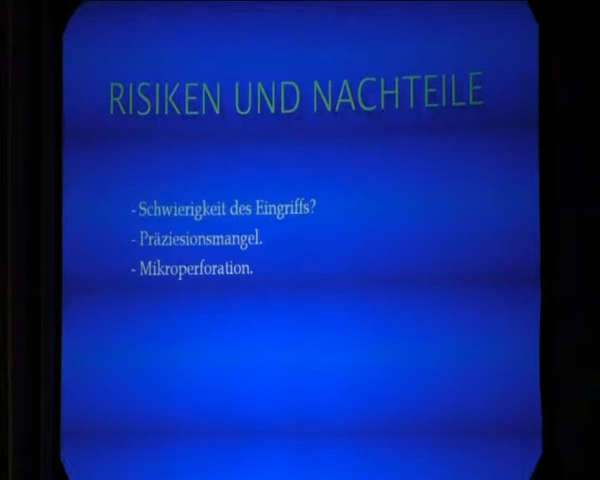 RISIKEN UND NACHTEILE
- Schwierigkeit des Eingriffs?
- Präziesionsmangel.
- Mikroperforation.